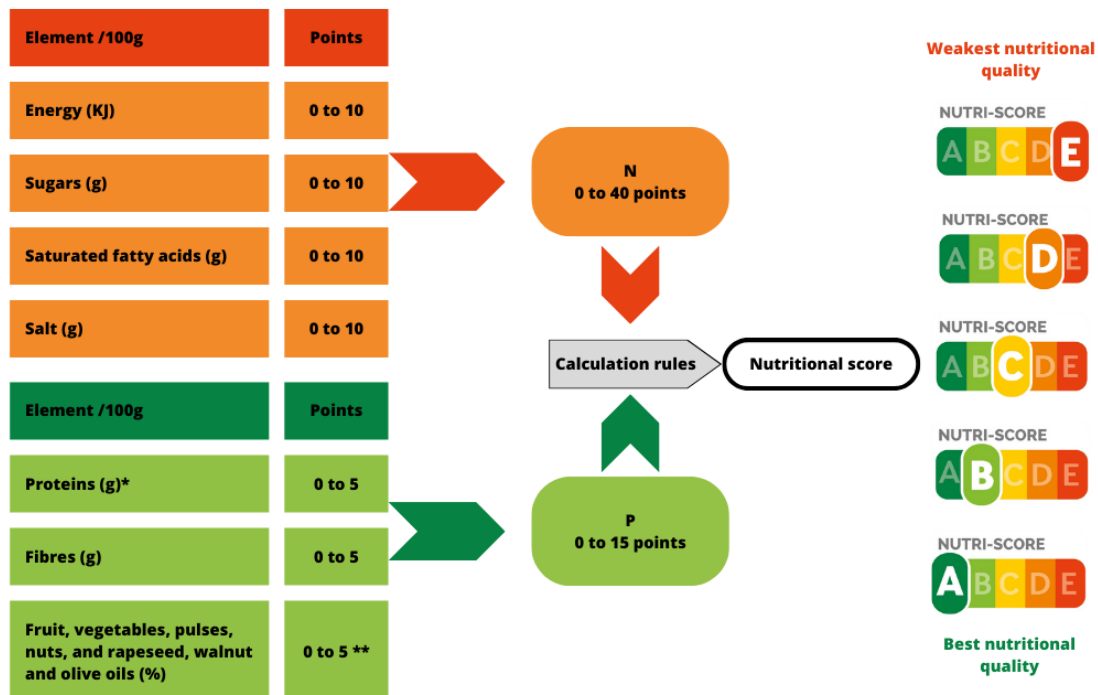 Element /100g
Points
Energy (KJ)
0 to 10
Sugars (g)
0 to 10
Saturated fatty acids (g)
0 to 10
Salt (g)
0 to 10
Element /100g
Points
Proteins (g)*
0 to 5
Fibres (g)
0 to 5
Fruit, vegetables, pulses,
nuts, and rapeseed, walnut
and olive oils (%)
0 to 5 **
N
0 to 40 points
Calculation rules
Nutritional score
P
0 to 15 points
Weakest nutritional
quality
NUTRI-SCORE
A B C D E
NUTRI-SCORE
A B C D E
NUTRI-SCORE
A B C D E
NUTRI-SCORE
A B C D E
NUTRI-SCORE
A B C D E
Best nutritional
quality